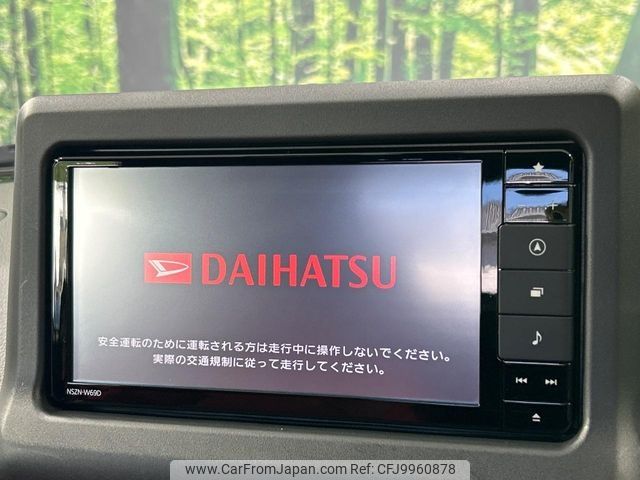 DAIHATSU
安全運転のために運転される方は走行中に操作しないでください。
実際の交通規制に従って走行してください。
NSZN-W69D
www.CarFromJapan.com|Car ID:CFJ9960878